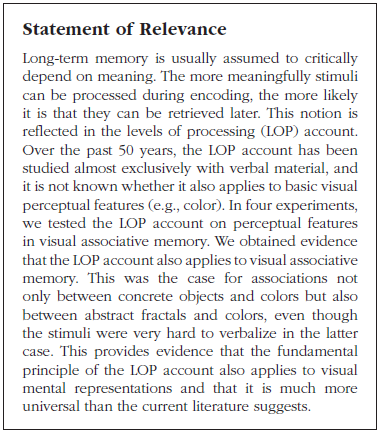 Statement of Relevance
Long-term memory is usually assumed to critically
depend on meaning. The more meaningfully stimuli
can be processed during encoding, the more likely
it is that they can be retrieved later. This notion is
reflected in the levels of processing (LOP) account.
Over the past 50 years, the LOP account has been
studied almost exclusively with verbal material, and
it is not known whether it also applies to basic visual
perceptual features (e.g., color). In four experiments,
we tested the LOP account on perceptual features
in visual associative memory. We obtained evidence
that the LOP account also applies to visual associative
memory. This was the case for associations not
only between concrete objects and colors but also
between abstract fractals and colors, even though
the stimuli were very hard to verbalize in the latter
case. This provides evidence that the fundamental
principle of the LOP account also applies to visual
mental representations and that it is much more
universal than the current literature suggests.